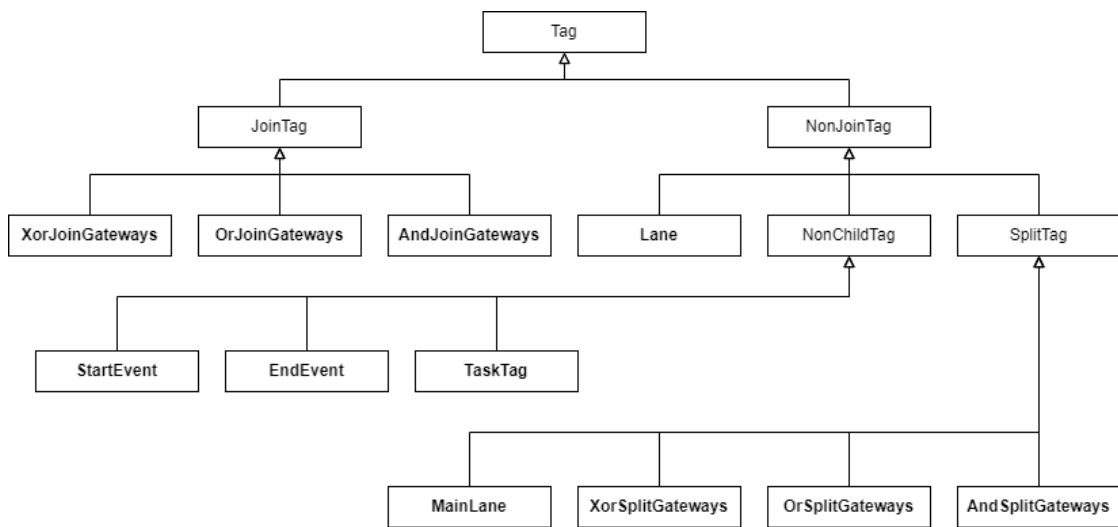 Tag
JoinTag
NonJoinTag
XorJoinGateways
OrJoinGateways
AndJoinGateways
Lane
NonChildTag
SplitTag
StartEvent
EndEvent
TaskTag
MainLane
XorSplitGateways
OrSplitGateways
AndSplitGateways